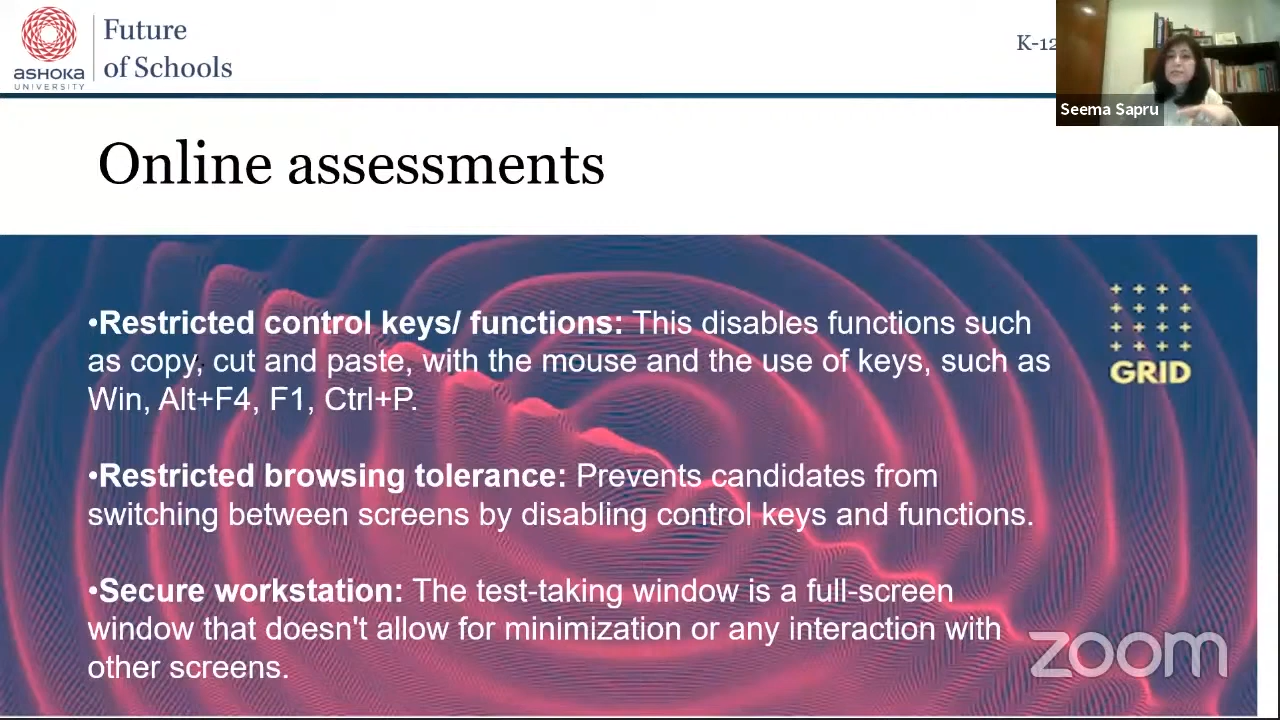 Future
of Schools
ASHOKA
UNIVERSITY
K-12
Seema Sapru
Online assessments
•Restricted control keys/ functions: This disables functions such
as copy, cut and paste, with the mouse and the use of keys, such as
Win, Alt+F4, F1, Ctrl+P.
GRID
•Restricted browsing tolerance: Prevents candidates from
switching between screens by disabling control keys and functions.
•Secure workstation: The test-taking window is a full-screen
window that doesn't allow for minimization or any interaction with
other screens.
zoom